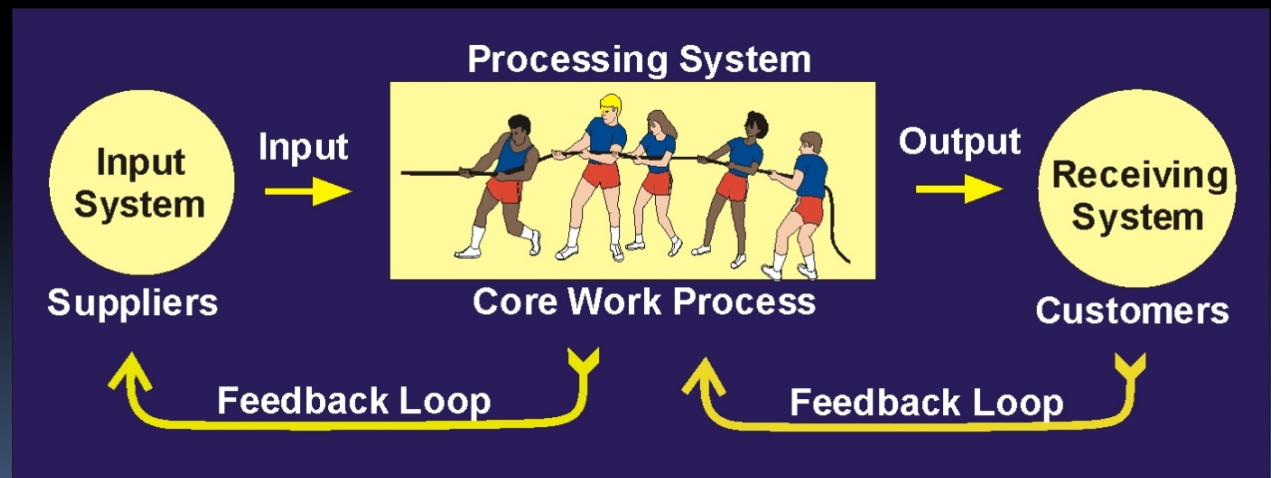 Processing System
Input
System
Input
Output
Receiving
System
Suppliers
Core Work Process
Customers
Feedback Loop
Feedback Loop